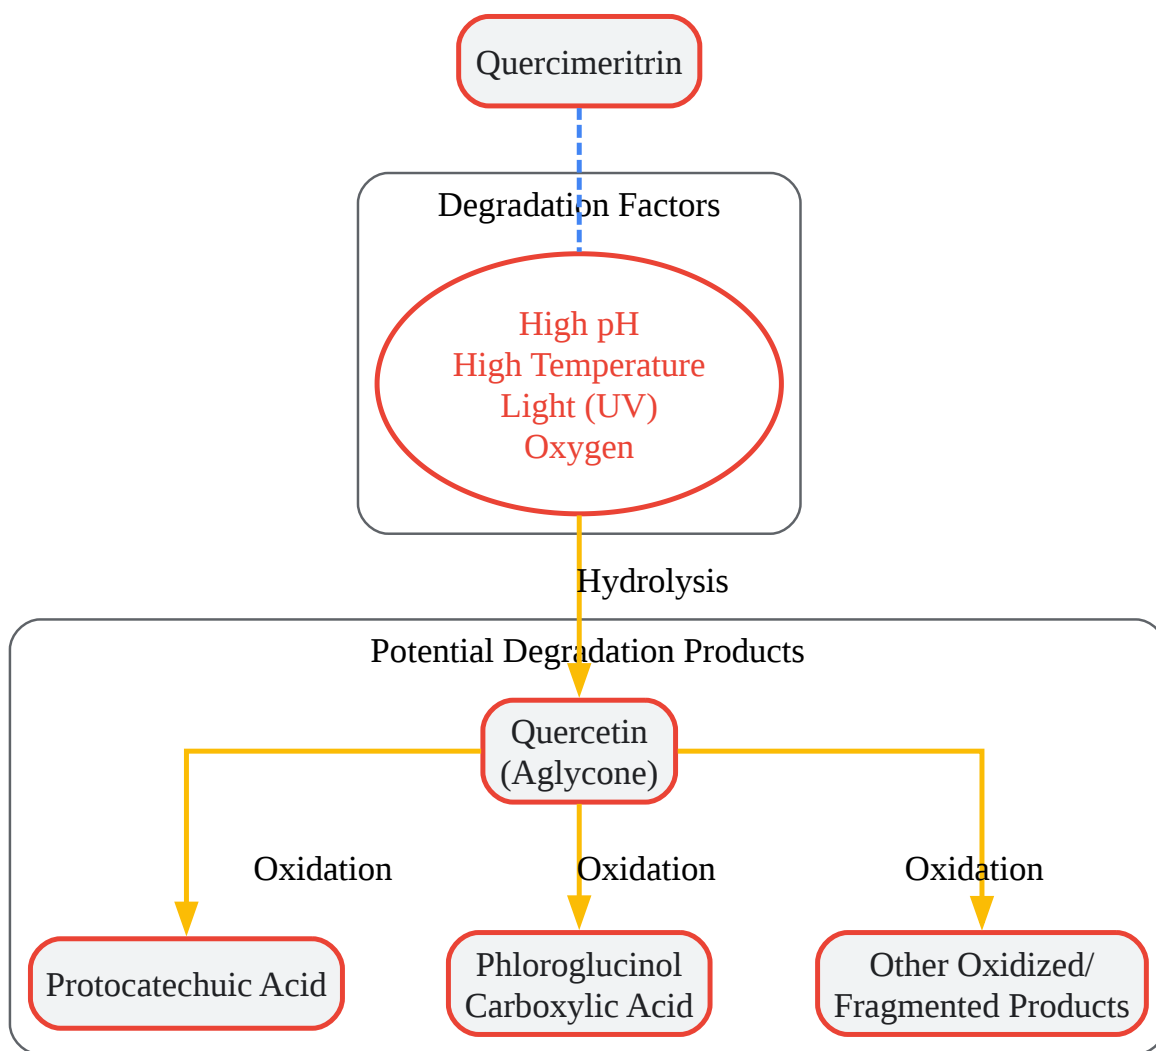 Quercimeritrin
Degradation Factors
High pH
High Temperature
Light (UV)
Oxygen
Hydrolysis
Potential Degradation Products
Quercetin
(Aglycone)
Oxidation
Oxidation
Oxidation
Protocatechuic Acid
Phloroglucinol
Carboxylic Acid
Other Oxidized/
Fragmented Products